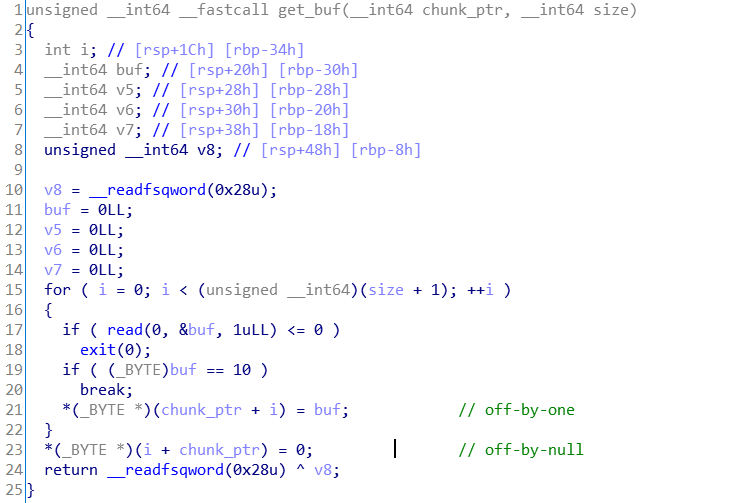 1 unsigned __int64 __fastcall get_buf(__int64 chunk_ptr, __int64 size)
2 {
3 int i; // [rsp+1Ch] [rbp-34h]
4 __int64 buf; // [rsp+20h] [rbp-30h]
5 __int64 v5; // [rsp+28h] [rbp-28h]
6 __int64 v6; // [rsp+30h] [rbp-20h]
7 __int64 v7; // [rsp+38h] [rbp-18h]
8 unsigned __int64 v8; // [rsp+48h] [rbp-8h]
9
10 v8 = __readfsqword(0x28u);
11 buf = 0LL;
12 v5 = 0LL;
13 v6 = 0LL;
14 v7 = 0LL;
15 for ( i = 0; i < (unsigned __int64)(size + 1); ++i )
16 {
17 if ( read(0, &buf, 1uLL) <= 0 )
18 exit(0);
19 if ( (_BYTE)buf == 10 )
20 break;
21 *(_BYTE *)(chunk_ptr + i) = buf; // off-by-one
22 }
23 *(_BYTE *)(i + chunk_ptr) = 0; // off-by-null
24 return __readfsqword(0x28u) ^ v8;
25 }